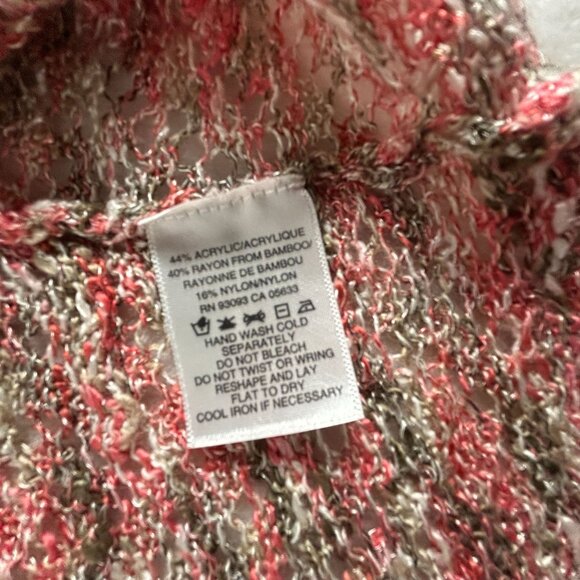 44% ACRYLIC/ACRYLIQUE
40% RAYON FROM BAMBOO/
RAYONNE DE BAMBOU
16% NYLON/NYLON
RN 93093 CA 05633
HAND WASH COLD
SEPARATELY
DO NOT BLEACH
DO NOT TWIST OR WRING
RESHAPE AND LAY
FLAT TO DRY
COOL IRON IF NECESSARY